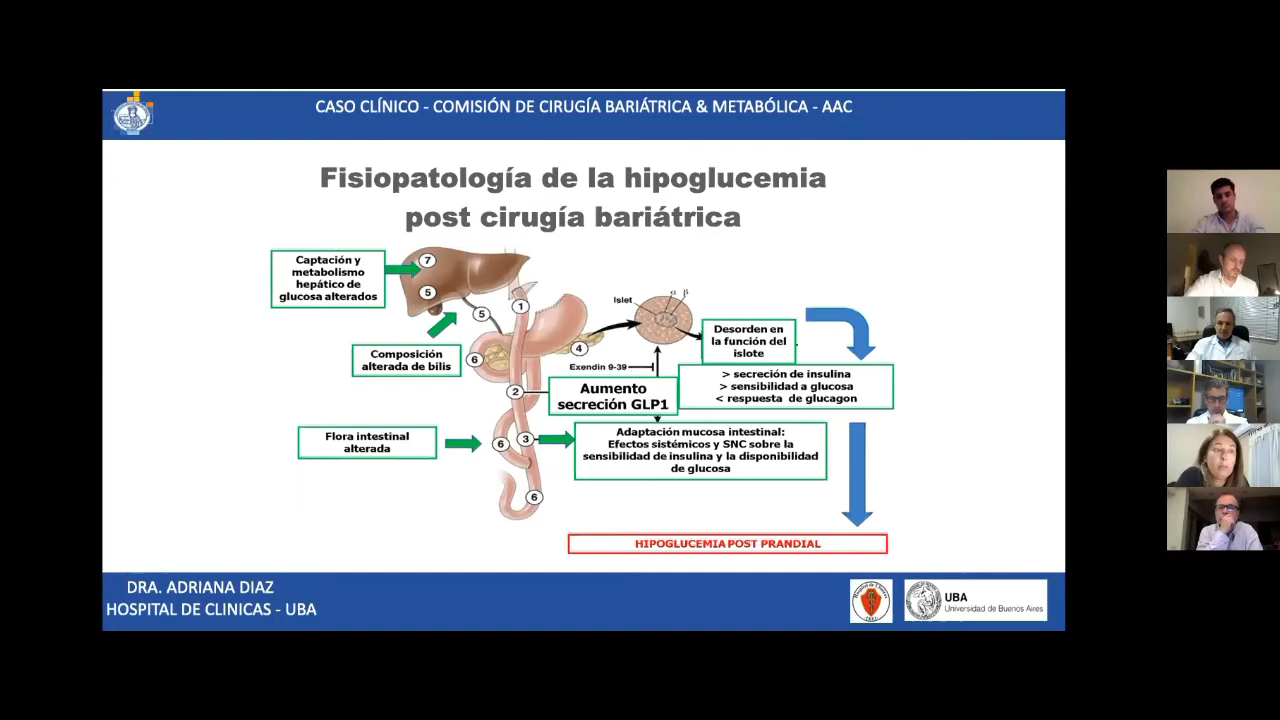 CASO CLÍNICO - COMISIÓN DE CIRUGÍA BARIÁTRICA & METABÓLICA - AAC
Fisiopatología de la hipoglucemia
post cirugía bariátrica
Captación y
metabolismo
hepático de
glucosa alterados
7
5
5
1
Composición
alterada de bilis
6
4
Islet
α
β
Exendin 9-39
Desorden en
la función del
islote
> secreción de insulina
> sensibilidad a glucosa
< respuesta de glucagon
2
Aumento
secreción GLP1
Flora intestinal
alterada
6
3
6
Adaptación mucosa intestinal:
Efectos sistémicos y SNC sobre la
sensibilidad de insulina y la disponibilidad
de glucosa
HIPOGLUCEMIA POST PRANDIAL
DRA. ADRIANA DIAZ
HOSPITAL DE CLINICAS - UBA
UBA
Universidad de Buenos Aires